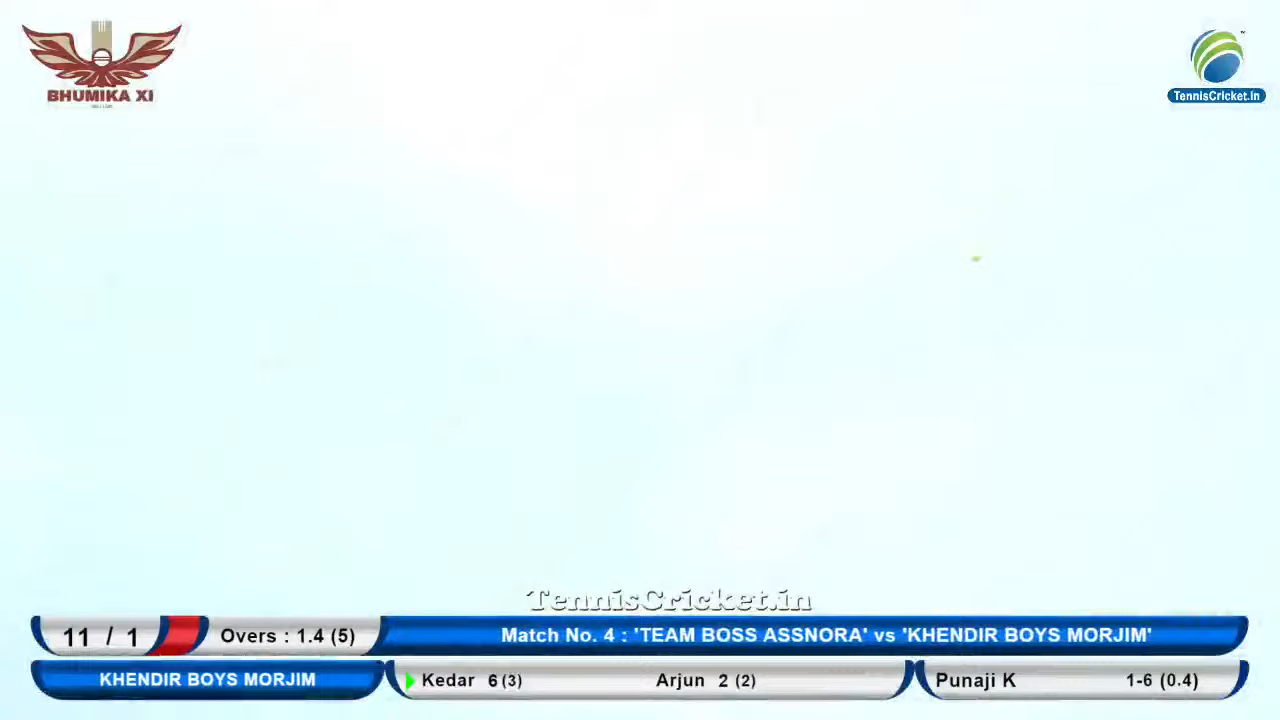 BHUMIKA XI
TennisCricket.in
TennisCricket.in
11 / 1
Overs : 1.4 (5)
Match No. 4 : 'TEAM BOSS ASSNORA' vs 'KHENDIR BOYS MORJIM'
KHENDIR BOYS MORJIM
Kedar 6 (3)
Arjun 2 (2)
Punaji K 1-6 (0.4)